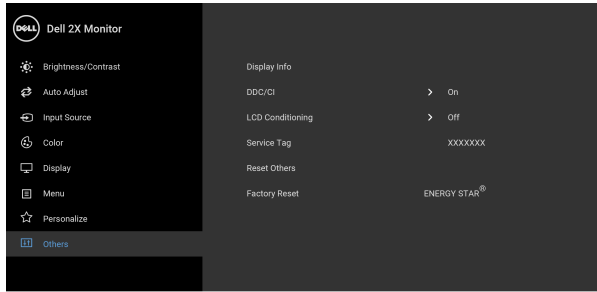 DELL Dell 2X Monitor
Brightness/Contrast
Display Info
Auto Adjust DDC/CI > On
Input Source LCD Conditioning > Off
Color Service Tag XXXXXXX
Display Reset Others
Menu Factory Reset ENERGY STAR®
Personalize
Others